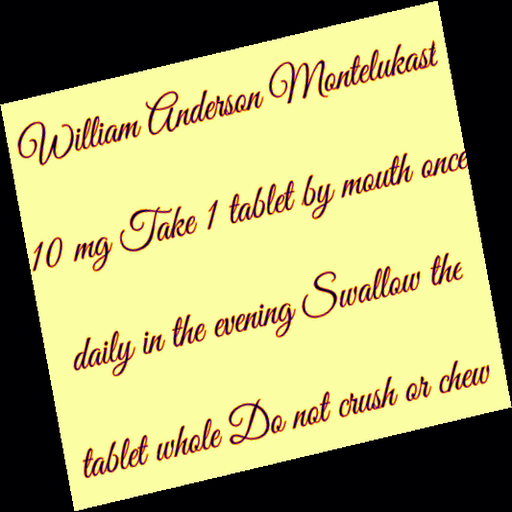 William Anderson Montelukast
10 mg Take 1 tablet by mouth once
daily in the evening Swallow the
tablet whole Do not crush or chew